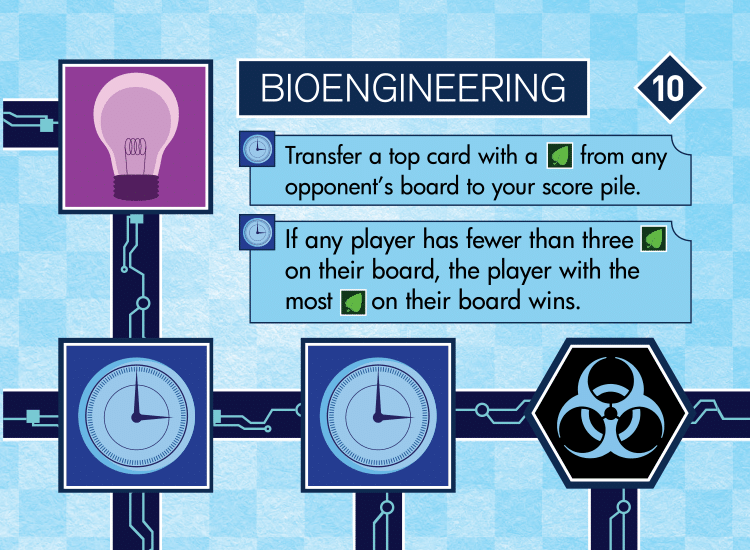 BIOENGINEERING
10
Transfer a top card with a from any
opponent's board to your score pile.
If any player has fewer than three
on their board, the player with the
most on their board wins.